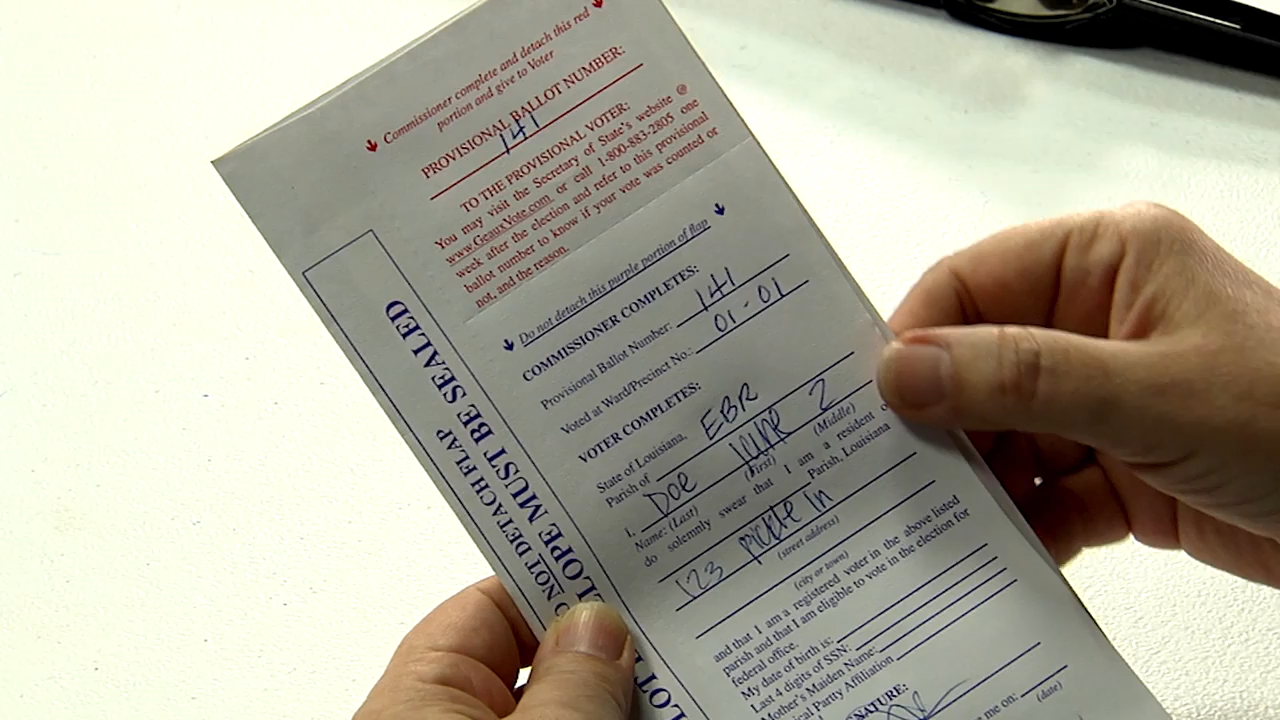 Commissioner complete and detach this red
portion and give to Voter
PROVISIONAL BALLOT NUMBER:
141
TO THE PROVISIONAL VOTER:
You may visit the Secretary of State's website @
www.GeauxVote.com or call 1-800-883-2805 one
week after the election and refer to this provisional
ballot number to know if your vote was counted or
not, and the reason.
Do not detach this purple portion of flap
COMMISSIONER COMPLETES:
Provisional Ballot Number: 141
Voted at Ward/Precinct No.: 01-01
VOTER COMPLETES:
State of Louisiana,
Parish of EBR
I, Doe June 2
Name: (Last) (First) (Middle)
do solemnly swear that I am a resident
Parish, Louisiana
123 pickle ln
(street address)
(city or town)
and that I am a registered voter in the above listed
parish and that I am eligible to vote in the election for
federal office.
My date of birth is:
Last 4 digits of SSN:
Mother's Maiden Name:
Party Affiliation
me on:
(date)
NOT DETACH FLAP
MUST BE SEALED